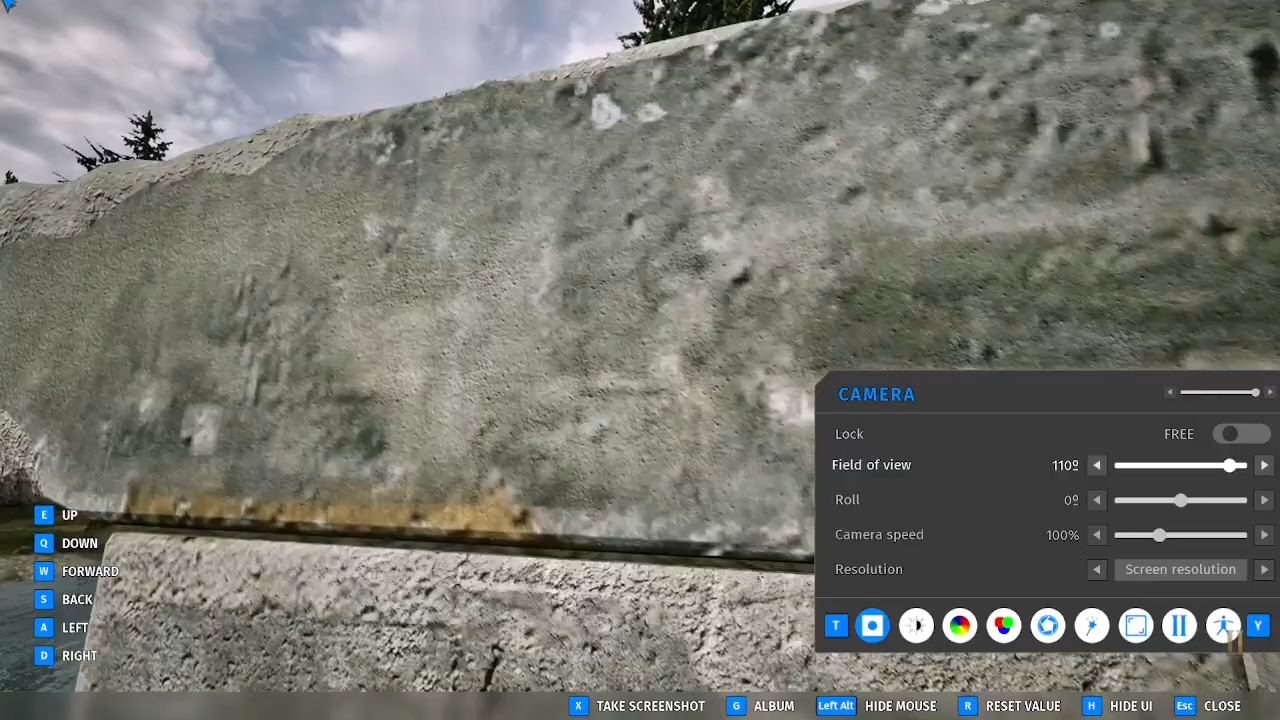 CAMERA
Lock FREE
Field of view 110º
Roll 0º
Camera speed 100%
Resolution Screen resolution
T Y
E UP
Q DOWN
W FORWARD
S BACK
A LEFT
D RIGHT
X TAKE SCREENSHOT G ALBUM Left Alt HIDE MOUSE R RESET VALUE H HIDE UI Esc CLOSE